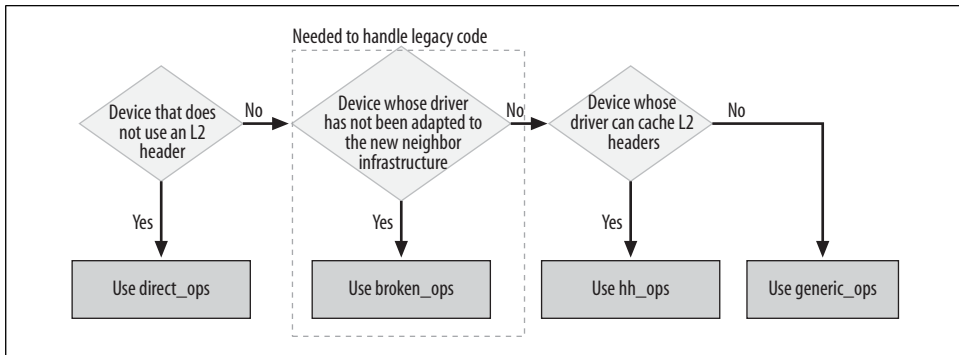 Needed to handle legacy code
Device that does
not use an L2
header
No
Device whose driver
has not been adapted to
the new neighbor
infrastructure
No
Device whose
driver can cache L2
headers
No
Yes
Yes
Yes
Use direct_ops
Use broken_ops
Use hh_ops
Use generic_ops